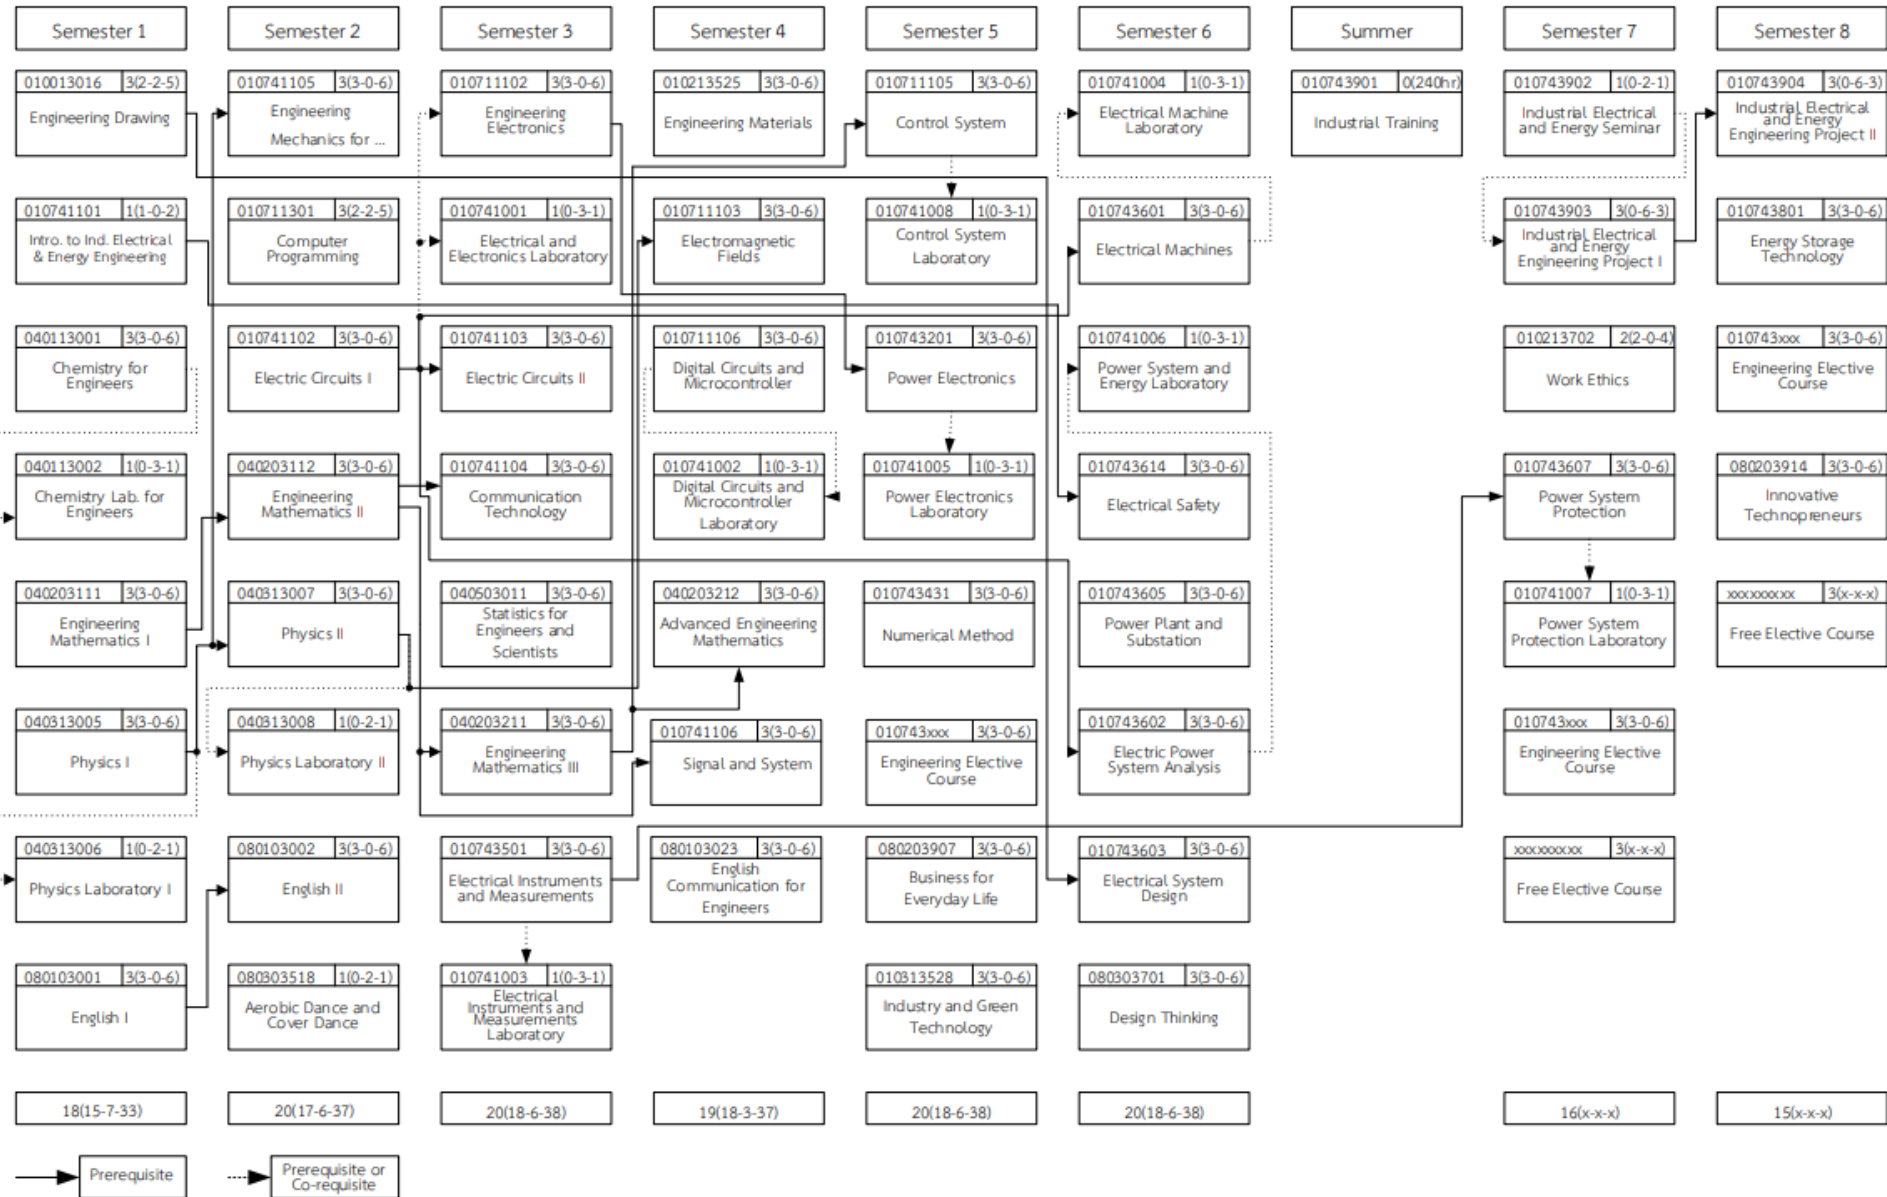 Semester 1
Semester 2
Semester 3
Semester 4
Semester 5
Semester 6
Summer
Semester 7
Semester 8
010013016 3(2-2-5)
Engineering Drawing
010741105 3(3-0-6)
Engineering
Mechanics for ...
010711102 3(3-0-6)
Engineering
Electronics
010213525 3(3-0-6)
Engineering Materials
010711105 3(3-0-6)
Control System
010741004 1(0-3-1)
Electrical Machine
Laboratory
010743901 0(240hr)
Industrial Training
010743902 1(0-2-1)
Industrial Electrical
and Energy Seminar
010743904 3(0-6-3)
Industrial Electrical
and Energy
Engineering Project II
010741101 1(1-0-2)
Intro. to Ind. Electrical
& Energy Engineering
010711301 3(2-2-5)
Computer
Programming
010741001 1(0-3-1)
Electrical and
Electronics Laboratory
010711103 3(3-0-6)
Electromagnetic
Fields
010741008 1(0-3-1)
Control System
Laboratory
010743601 3(3-0-6)
Electrical Machines
010743903 3(0-6-3)
Industrial Electrical
and Energy
Engineering Project I
010743801 3(3-0-6)
Energy Storage
Technology
040113001 3(3-0-6)
Chemistry for
Engineers
010741102 3(3-0-6)
Electric Circuits I
010741103 3(3-0-6)
Electric Circuits II
010711106 3(3-0-6)
Digital Circuits and
Microcontroller
010743201 3(3-0-6)
Power Electronics
010741006 1(0-3-1)
Power System and
Energy Laboratory
010213702 2(2-0-4)
Work Ethics
010743xxx 3(3-0-6)
Engineering Elective
Course
040113002 1(0-3-1)
Chemistry Lab. for
Engineers
040203112 3(3-0-6)
Engineering
Mathematics II
010741104 3(3-0-6)
Communication
Technology
010741002 1(0-3-1)
Digital Circuits and
Microcontroller
Laboratory
010741005 1(0-3-1)
Power Electronics
Laboratory
010743614 3(3-0-6)
Electrical Safety
010743607 3(3-0-6)
Power System
Protection
080203914 3(3-0-6)
Innovative
Technopreneurs
040203111 3(3-0-6)
Engineering
Mathematics I
040313007 3(3-0-6)
Physics II
040503011 3(3-0-6)
Statistics for
Engineers and
Scientists
040203212 3(3-0-6)
Advanced Engineering
Mathematics
010743431 3(3-0-6)
Numerical Method
010743605 3(3-0-6)
Power Plant and
Substation
010741007 1(0-3-1)
Power System
Protection Laboratory
xxxxxxxxx 3(x-x-x)
Free Elective Course
040313005 3(3-0-6)
Physics I
040313008 1(0-2-1)
Physics Laboratory II
040203211 3(3-0-6)
Engineering
Mathematics III
010741106 3(3-0-6)
Signal and System
010743xxx 3(3-0-6)
Engineering Elective
Course
010743602 3(3-0-6)
Electric Power
System Analysis
010743xxx 3(3-0-6)
Engineering Elective
Course
040313006 1(0-2-1)
Physics Laboratory I
080103002 3(3-0-6)
English II
010743501 3(3-0-6)
Electrical Instruments
and Measurements
080103023 3(3-0-6)
English
Communication for
Engineers
080203907 3(3-0-6)
Business for
Everyday Life
010743603 3(3-0-6)
Electrical System
Design
xxxxxxxxx 3(x-x-x)
Free Elective Course
080103001 3(3-0-6)
English I
080303518 1(0-2-1)
Aerobic Dance and
Cover Dance
010741003 1(0-3-1)
Electrical
Instruments and
Measurements
Laboratory
010313528 3(3-0-6)
Industry and Green
Technology
080303701 3(3-0-6)
Design Thinking
18(15-7-33)
20(17-6-37)
20(18-6-38)
19(18-3-37)
20(18-6-38)
20(18-6-38)
16(x-x-x)
15(x-x-x)
Prerequisite
Prerequisite or
Co-requisite